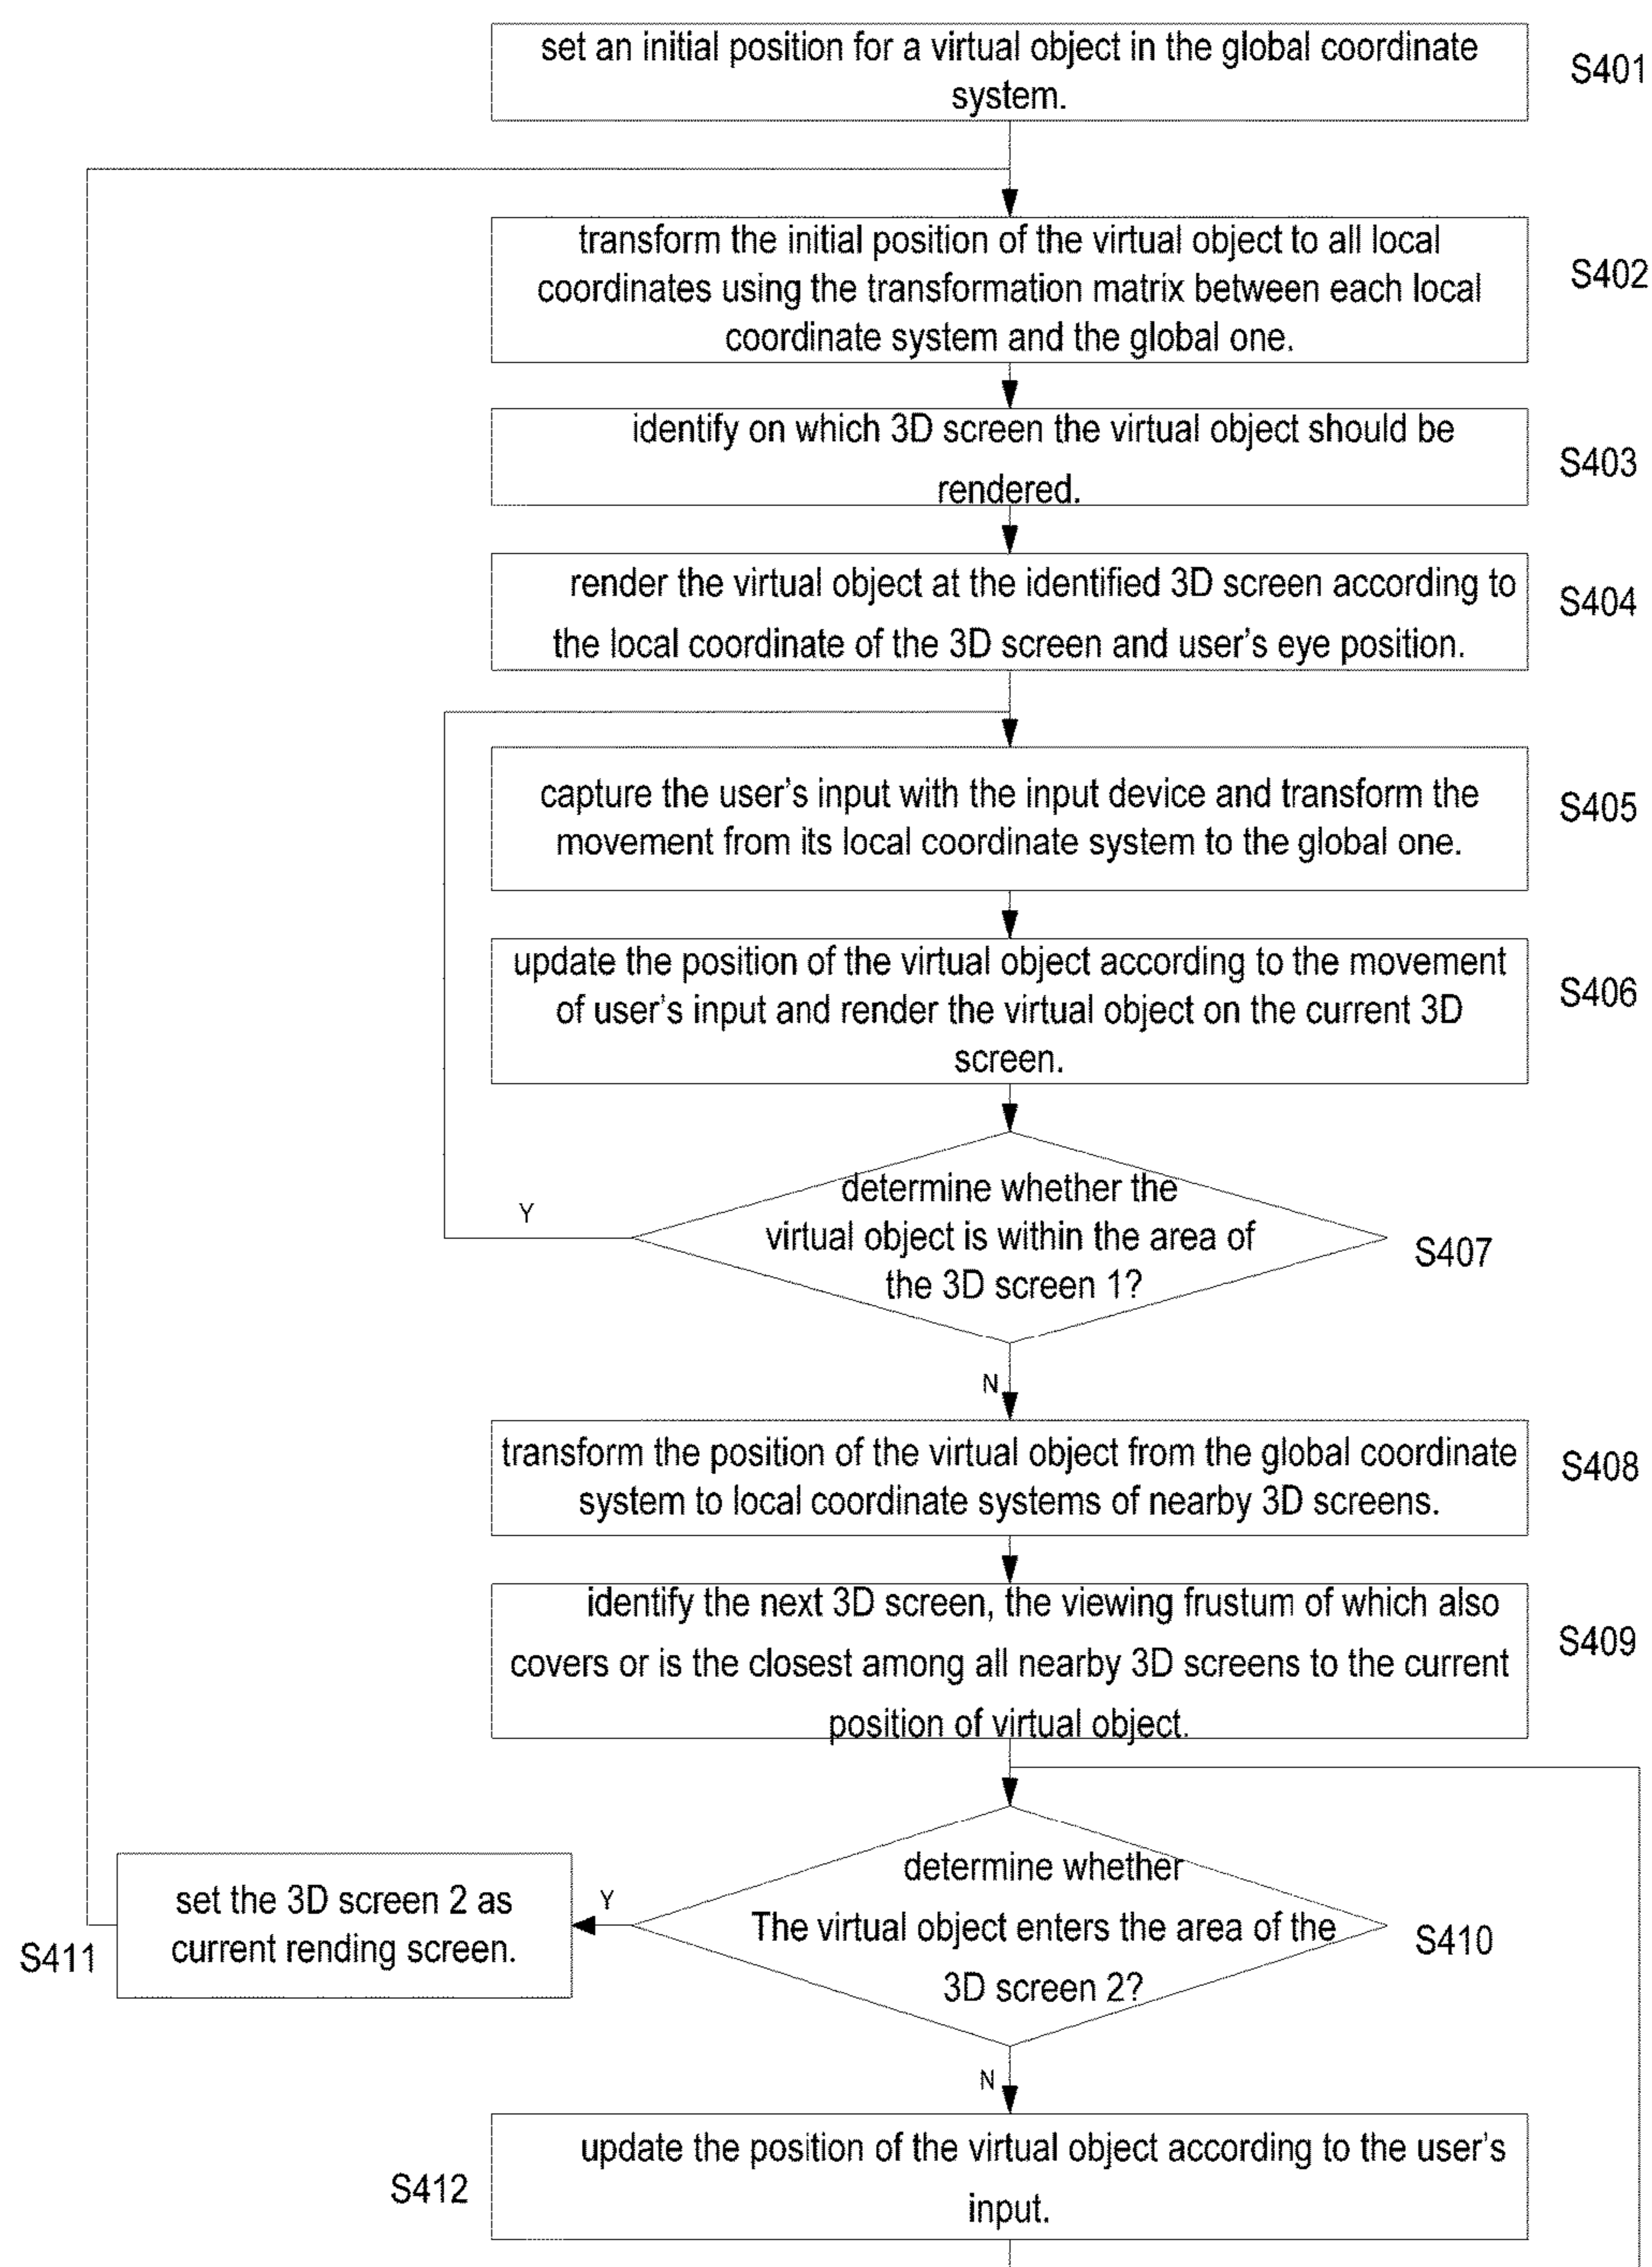 set an initial position for a virtual object in the global coordinate
system.
S401
transform the initial position of the virtual object to all local
coordinates using the transformation matrix between each local
coordinate system and the global one.
S402
identify on which 3D screen the virtual object should be
rendered.
S403
render the virtual object at the identified 3D screen according to
the local coordinate of the 3D screen and user's eye position.
S404
capture the user's input with the input device and transform the
movement from its local coordinate system to the global one.
S405
update the position of the virtual object according to the movement
of user's input and render the virtual object on the current 3D
screen.
S406
determine whether the
virtual object is within the area of
the 3D screen 1?
S407
Y
N
transform the position of the virtual object from the global coordinate
system to local coordinate systems of nearby 3D screens.
S408
identify the next 3D screen, the viewing frustum of which also
covers or is the closest among all nearby 3D screens to the current
position of virtual object.
S409
determine whether
The virtual object enters the area of the
3D screen 2?
S410
Y
set the 3D screen 2 as
current rending screen.
S411
N
update the position of the virtual object according to the user's
input.
S412